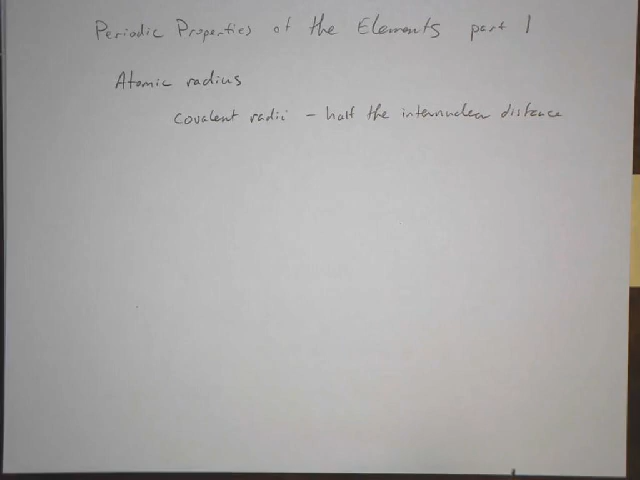 Periodic Properties of the Elements part 1
Atomic radius
covalent radii - half the internuclear distance